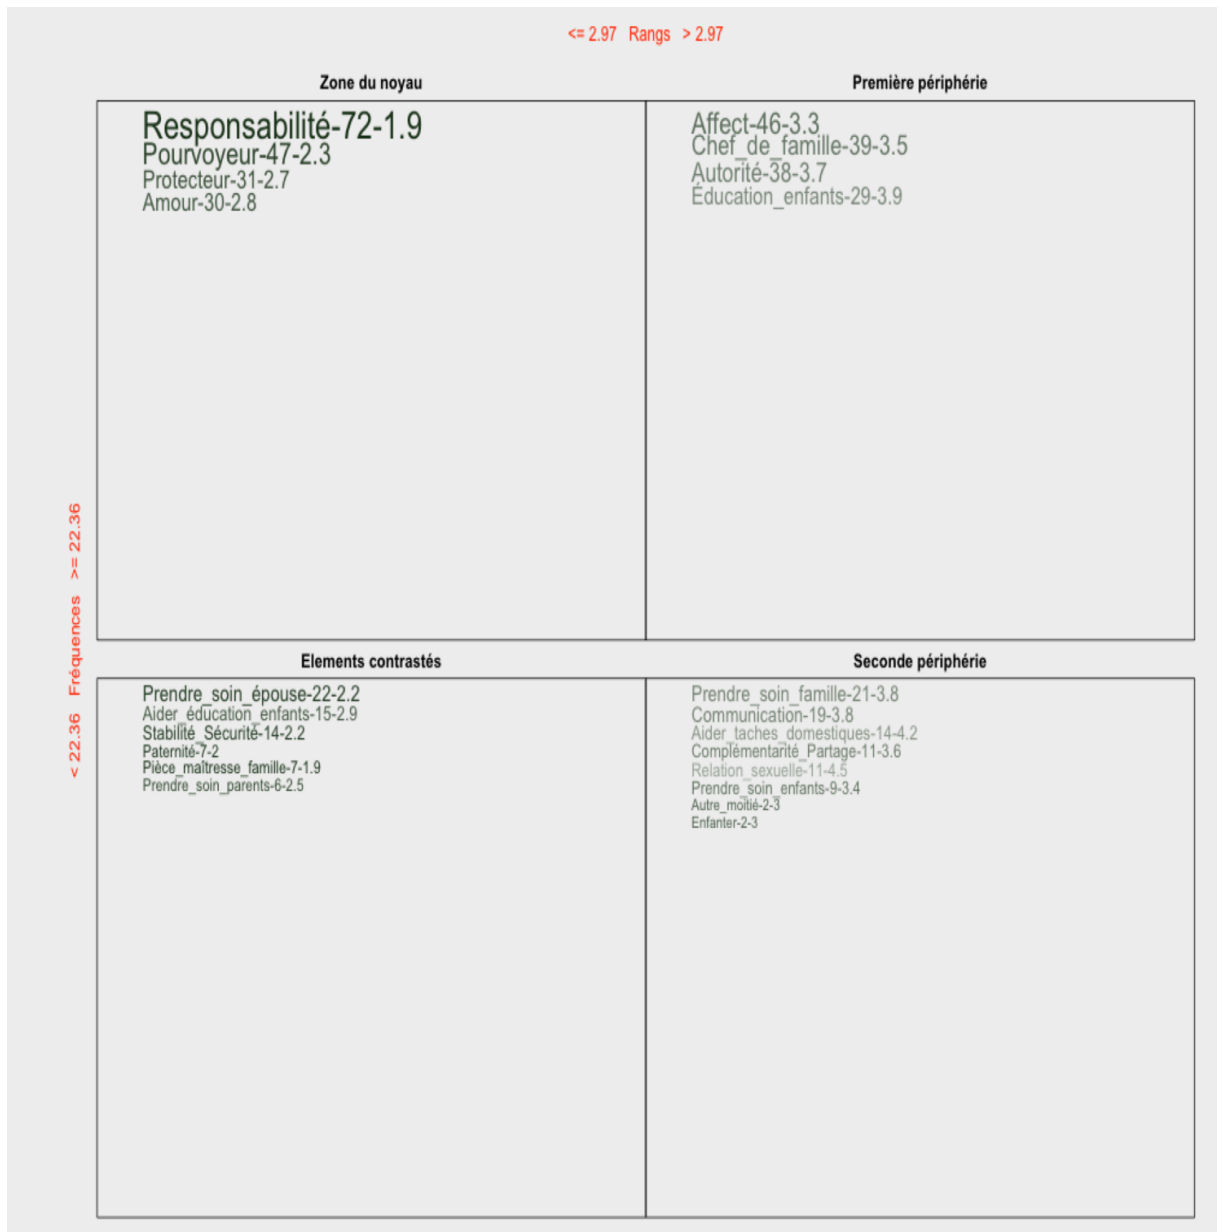 <= 2.97 Rangs > 2.97
Zone du noyau
Responsabilité-72-1.9
Pourvoyeur-47-2.3
Protecteur-31-2.7
Amour-30-2.8
Première périphérie
Affect-46-3.3
Chef_de_famille-39-3.5
Autorité-38-3.7
Éducation_enfants-29-3.9
< 22.36 Fréquences >= 22.36
Elements contrastés
Prendre_soin_épouse-22-2.2
Aider_éducation_enfants-15-2.9
Stabilité_Sécurité-14-2.2
Paternité-7-2
Pièce_maîtresse_famille-7-1.9
Prendre_soin_parents-6-2.5
Seconde périphérie
Prendre_soin_famille-21-3.8
Communication-19-3.8
Aider_taches_domestiques-14-4.2
Complémentarité_Partage-11-3.6
Relation_sexuelle-11-4.5
Prendre_soin_enfants-9-3.4
Autre_moitié-2-3
Enfanter-2-3